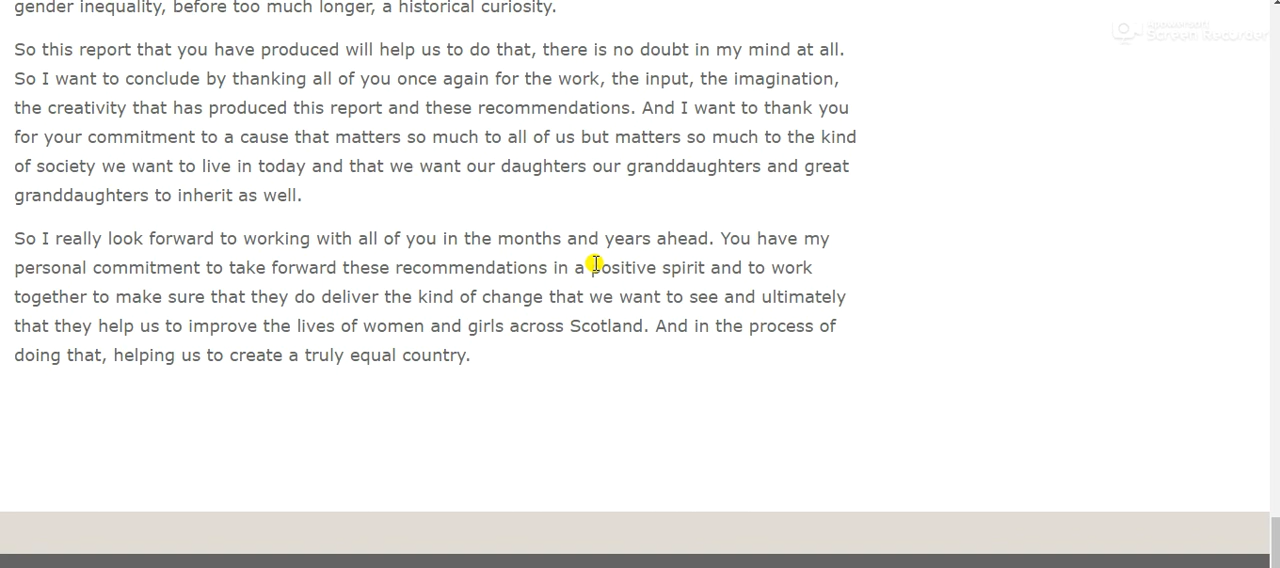 gender inequality, before too much longer, a historical curiosity.
So this report that you have produced will help us to do that, there is no doubt in my mind at all.
So I want to conclude by thanking all of you once again for the work, the input, the imagination,
the creativity that has produced this report and these recommendations. And I want to thank you
for your commitment to a cause that matters so much to all of us but matters so much to the kind
of society we want to live in today and that we want our daughters our granddaughters and great
granddaughters to inherit as well.
So I really look forward to working with all of you in the months and years ahead. You have my
personal commitment to take forward these recommendations in a positive spirit and to work
together to make sure that they do deliver the kind of change that we want to see and ultimately
that they help us to improve the lives of women and girls across Scotland. And in the process of
doing that, helping us to create a truly equal country.
Apowersoft
Screen Recorder